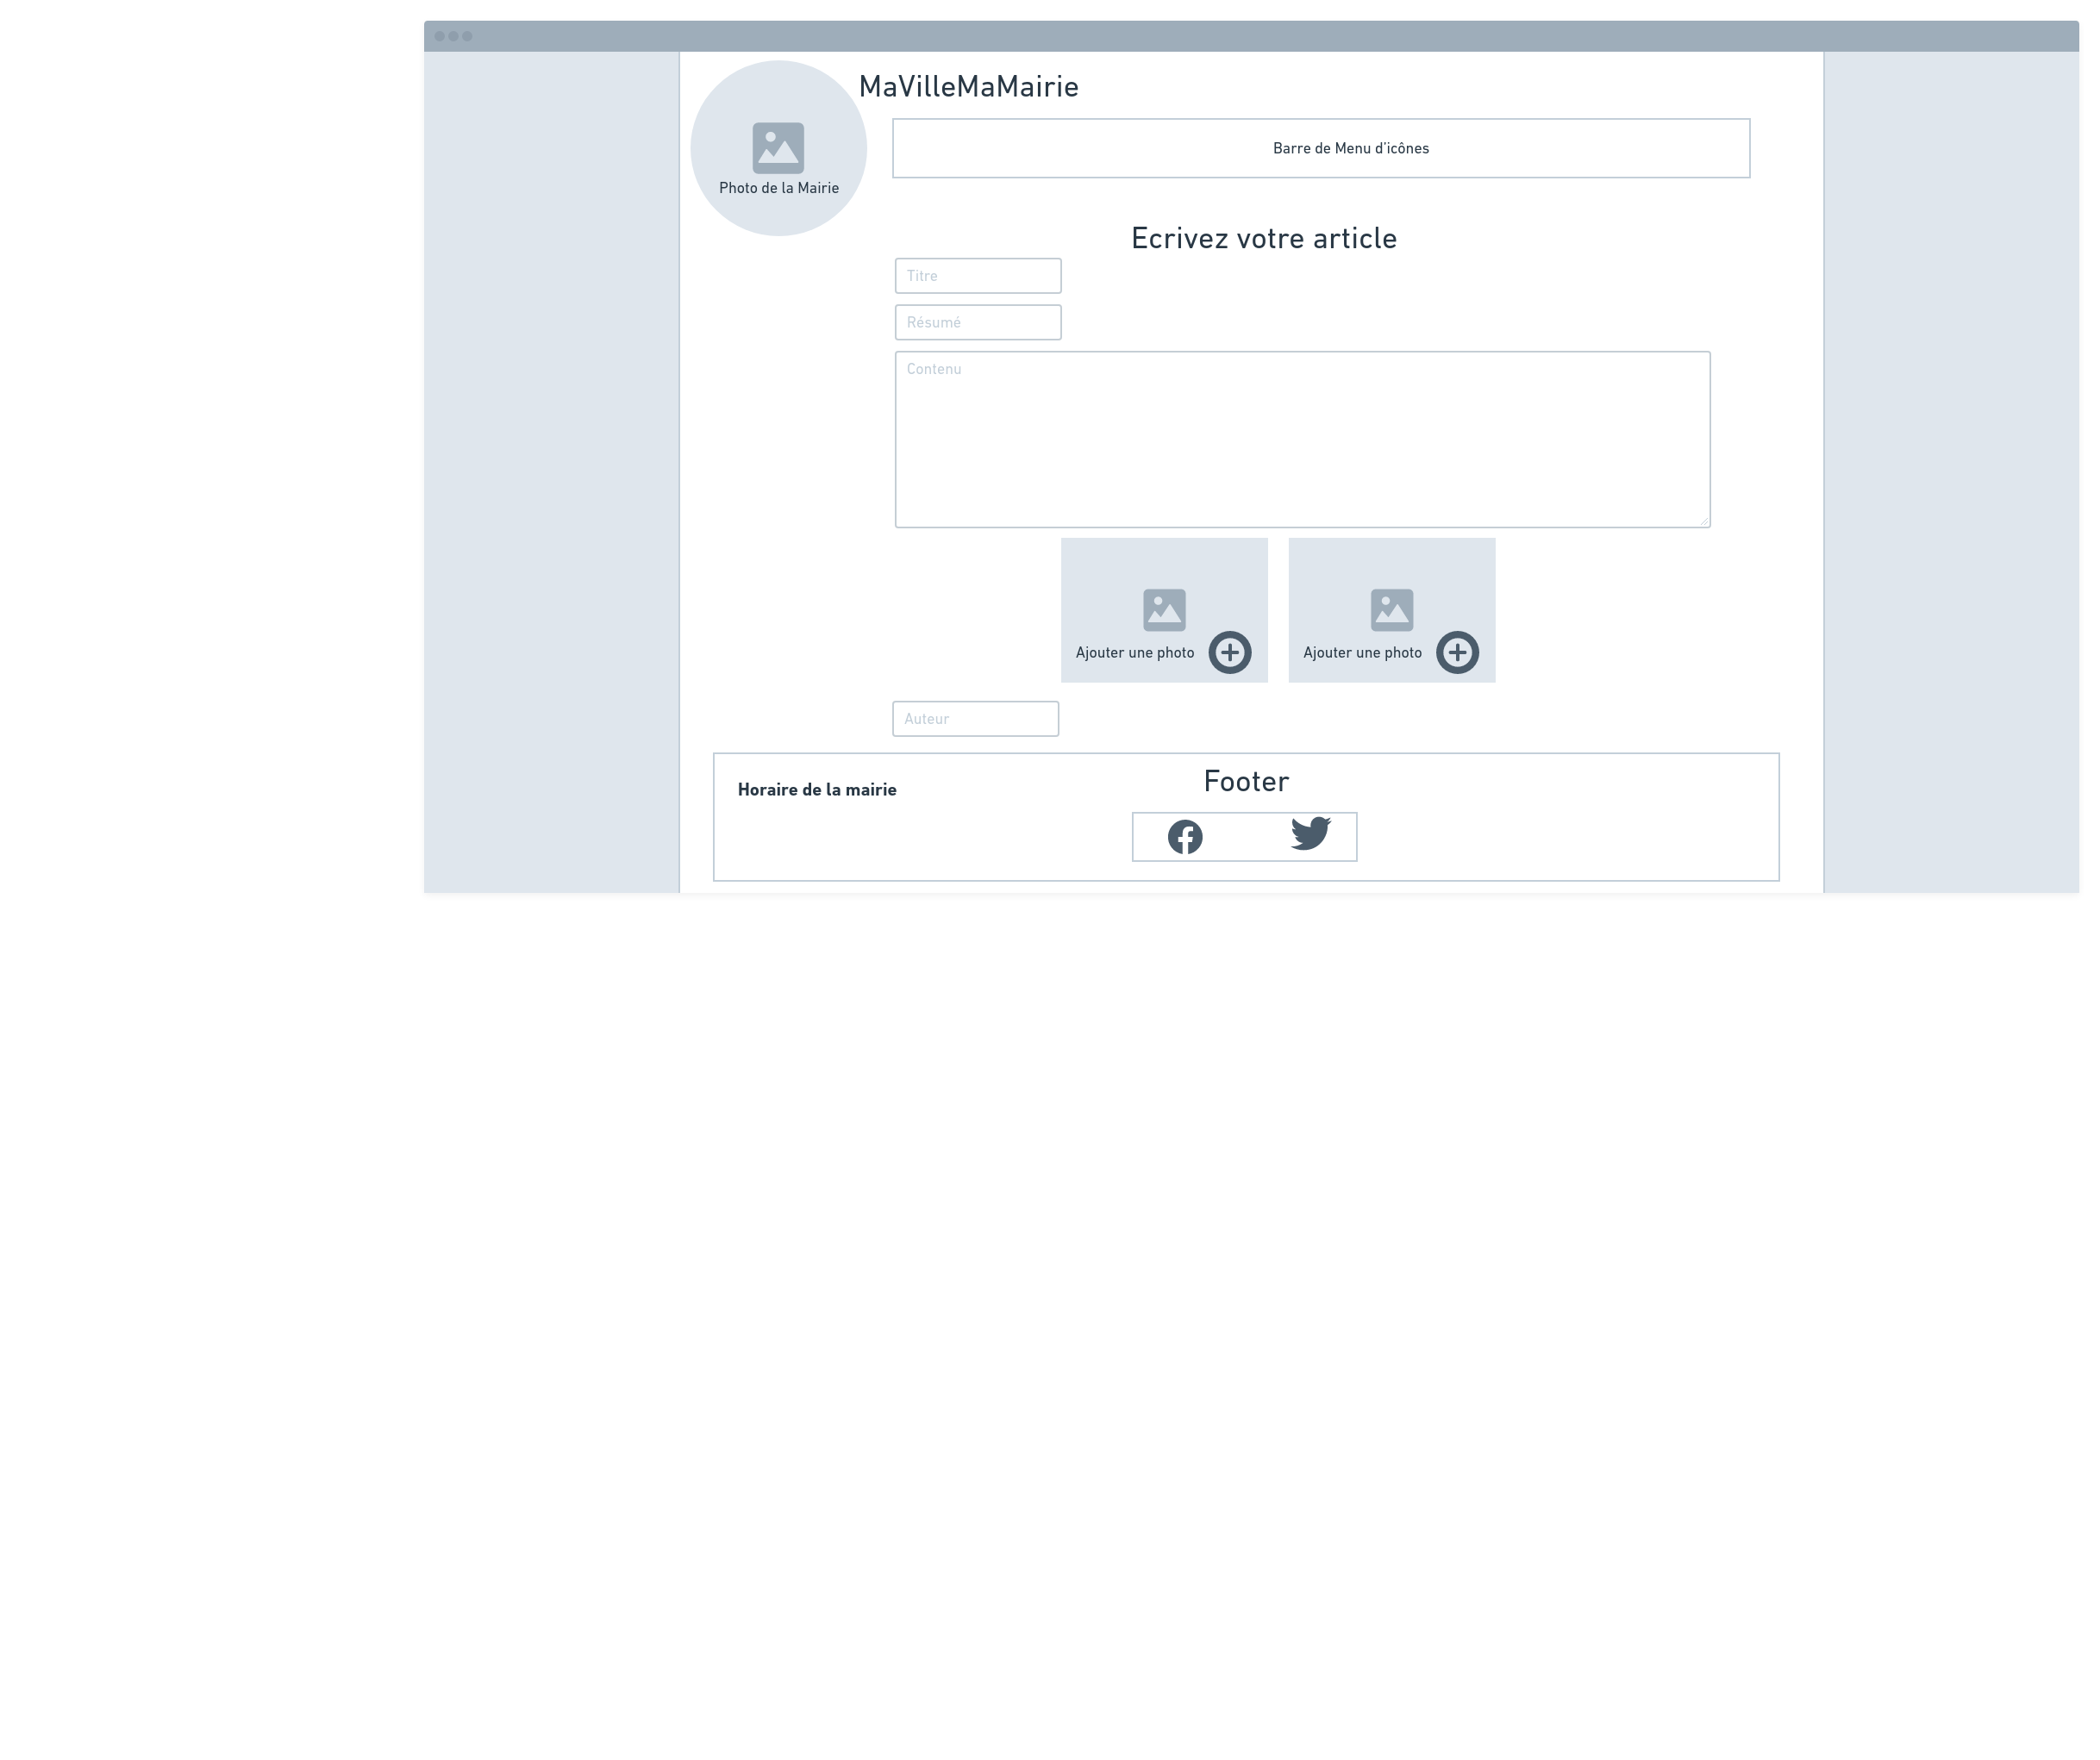 MaVilleMaMairie
Barre de Menu d'icônes
Photo de la Mairie
Ecrivez votre article
Titre
Résumé
Contenu
Ajouter une photo
Ajouter une photo
Auteur
Footer
Horaire de la mairie